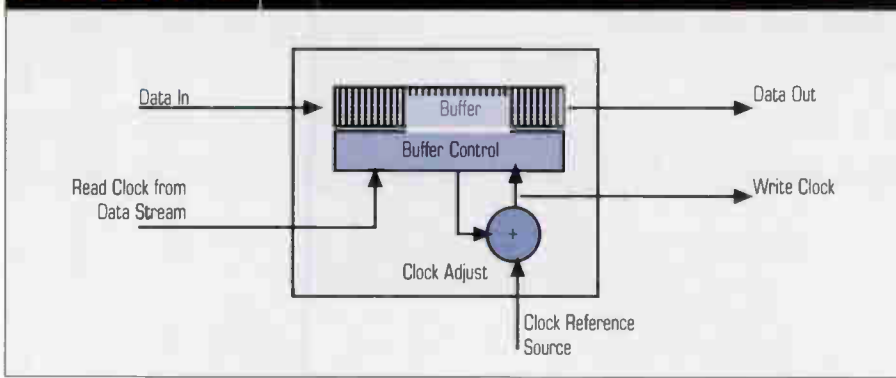 Data In
Buffer
Data Out
Buffer Control
Read Clock from
Data Stream
Write Clock
+
Clock Adjust
Clock Reference
Source